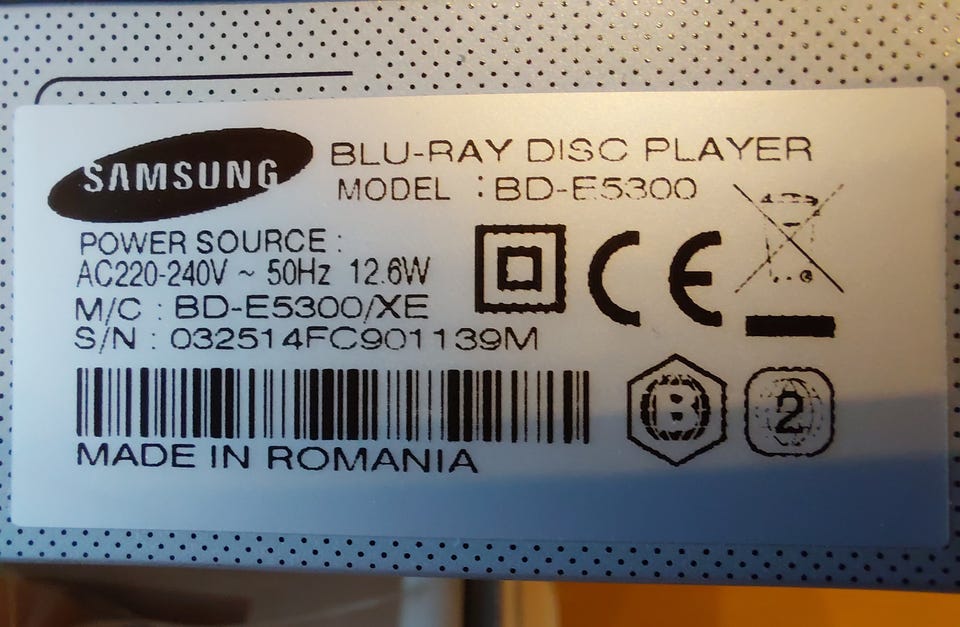 SAMSUNG
BLU-RAY DISC PLAYER
MODEL : BD-E5300
POWER SOURCE :
AC220-240V ~ 50Hz 12.6W
M/C : BD-E5300/XE
S/N : 032514FC901139M
CE
B
2
MADE IN ROMANIA